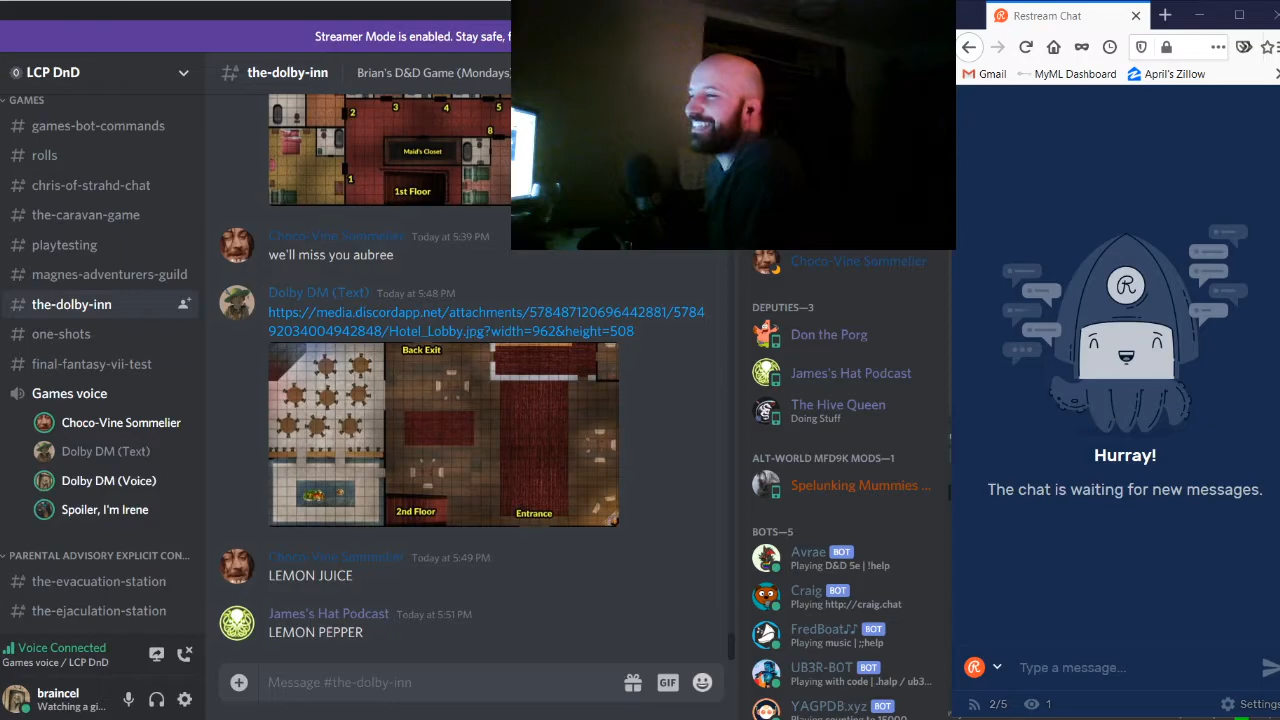 Streamer Mode is enabled. Stay safe, f
LCP DnD
GAMES
games-bot-commands
rolls
chris-of-strahd-chat
the-caravan-game
playtesting
magnes-adventurers-guild
the-dolby-inn
one-shots
final-fantasy-vii-test
Games voice
Choco-Vine Sommelier
Dolby DM (Text)
Dolby DM (Voice)
Spoiler, I'm Irene
PARENTAL ADVISORY EXPLICIT CON...
the-evacuation-station
the-ejaculation-station
Voice Connected
Games voice / LCP DnD
braincel
Watching a gi...
the-dolby-inn
Brian's D&D Game (Mondays)
2
3
4
5
8
Maid's Closet
1
1st Floor
Choco-Vine Sommelier Today at 5:39 PM
we'll miss you aubree
Dolby DM (Text) Today at 5:48 PM
https://media.discordapp.net/attachments/578487120696442881/5784
92034004942848/Hotel_Lobby.jpg?width=962&height=508
Back Exit
2nd Floor
Entrance
Choco-Vine Sommelier Today at 5:49 PM
LEMON JUICE
James's Hat Podcast Today at 5:51 PM
LEMON PEPPER
Message #the-dolby-inn
GIF
Choco-Vine Sommelier
DEPUTIES—3
Don the Porg
James's Hat Podcast
The Hive Queen
Doing Stuff
ALT-WORLD MFD9K MODS—1
Spelunking Mummies ...
BOTS—5
Avrae BOT
Playing D&D 5e | !help
Craig BOT
Playing http://craig.chat
FredBoat♪♪ BOT
Playing music | ;;help
UB3R-BOT BOT
Playing with code | .halp / ub3...
YAGPDB.xyz BOT
Restream Chat
Gmail
MyML Dashboard
April's Zillow
Hurray!
The chat is waiting for new messages.
Type a message...
2/5
1
Settings